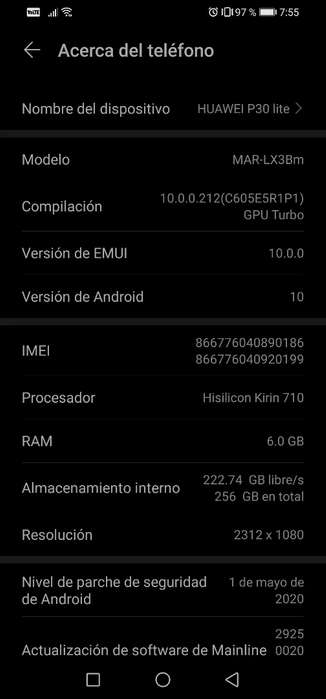 VoLTE 97 % 7:55
Acerca del teléfono
Nombre del dispositivo HUAWEI P30 lite
Modelo MAR-LX3Bm
Compilación 10.0.0.212(C605E5R1P1)
GPU Turbo
Versión de EMUI 10.0.0
Versión de Android 10
IMEI 866776040890186
866776040920199
Procesador Hisilicon Kirin 710
RAM 6.0 GB
Almacenamiento interno 222.74 GB libre/s
256 GB en total
Resolución 2312 x 1080
Nivel de parche de seguridad 1 de mayo de
de Android 2020
2925
Actualización de software de Mainline 0020